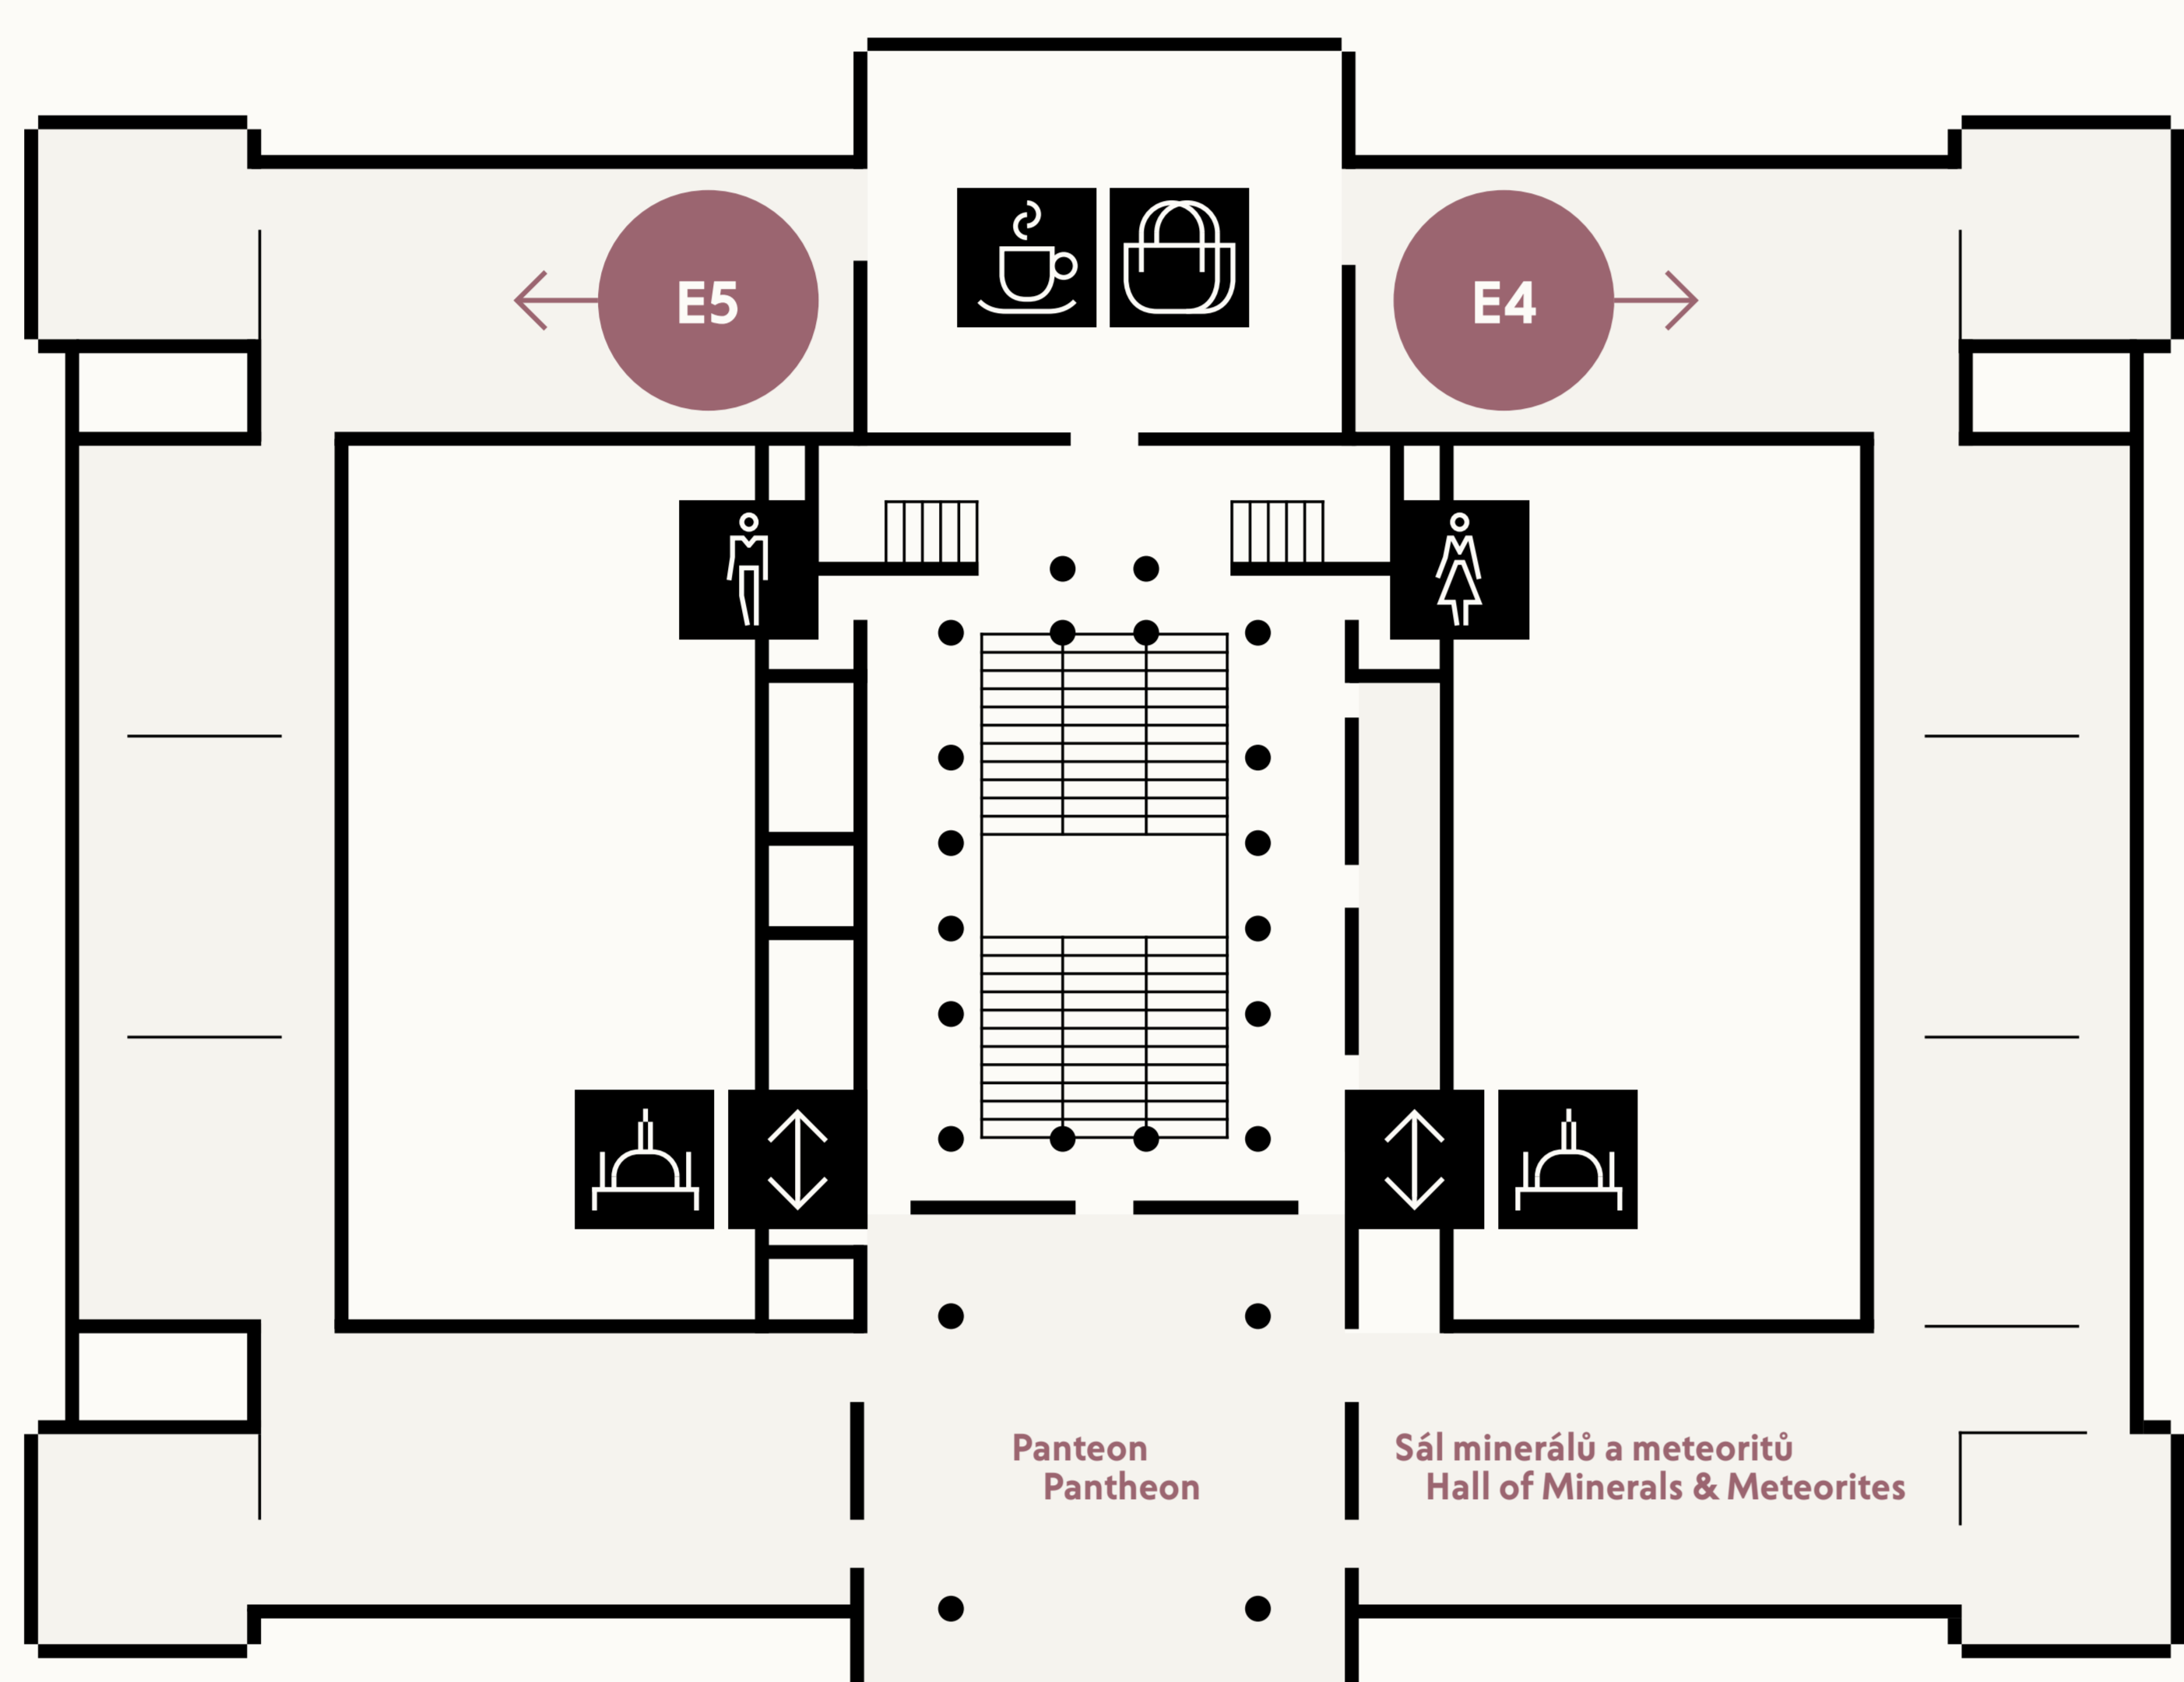 E5
E4
Panteon
Pantheon
Sál minerálů a meteoritů
Hall of Minerals & Meteorites